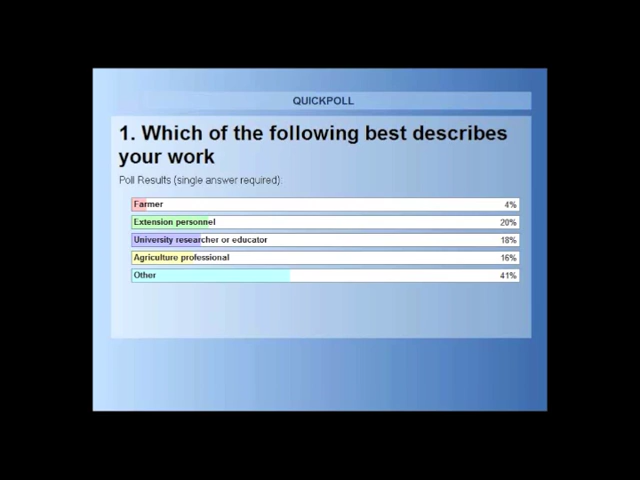 QUICKPOLL
1. Which of the following best describes
your work
Poll Results (single answer required):
Farmer 4%
Extension personnel 20%
University researcher or educator 18%
Agriculture professional 16%
Other 41%